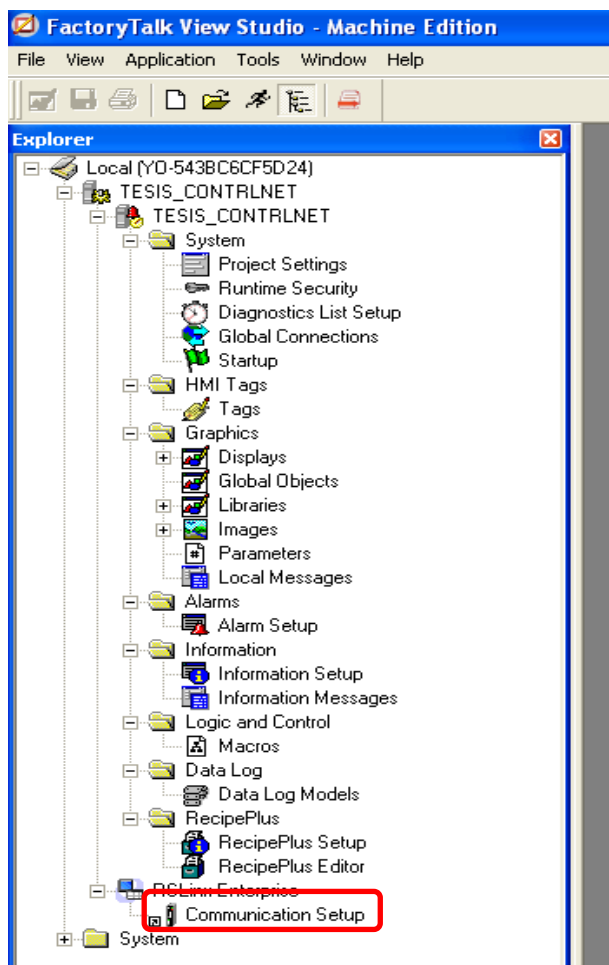 FactoryTalk View Studio - Machine Edition
File View Application Tools Window Help
Explorer
Local (YO-543BC6CF5D24)
TESIS_CONTRLNET
TESIS_CONTRLNET
System
Project Settings
Runtime Security
Diagnostics List Setup
Global Connections
Startup
HMI Tags
Tags
Graphics
Displays
Global Objects
Libraries
Images
Parameters
Local Messages
Alarms
Alarm Setup
Information
Information Setup
Information Messages
Logic and Control
Macros
Data Log
Data Log Models
RecipePlus
RecipePlus Setup
RecipePlus Editor
RSLinx Enterprise
Communication Setup
System